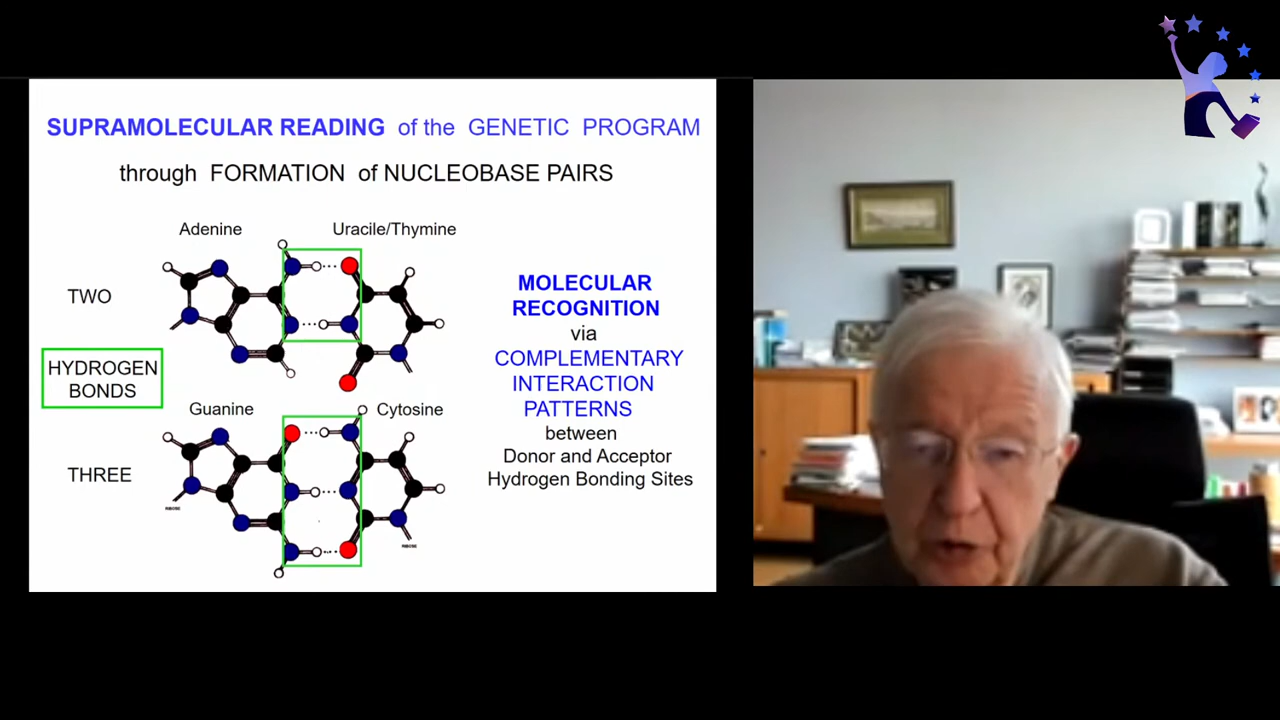 SUPRAMOLECULAR READING of the GENETIC PROGRAM
through FORMATION of NUCLEOBASE PAIRS
Adenine
Uracile/Thymine
TWO
HYDROGEN
BONDS
Guanine
Cytosine
THREE
MOLECULAR
RECOGNITION
via
COMPLEMENTARY
INTERACTION
PATTERNS
between
Donor and Acceptor
Hydrogen Bonding Sites